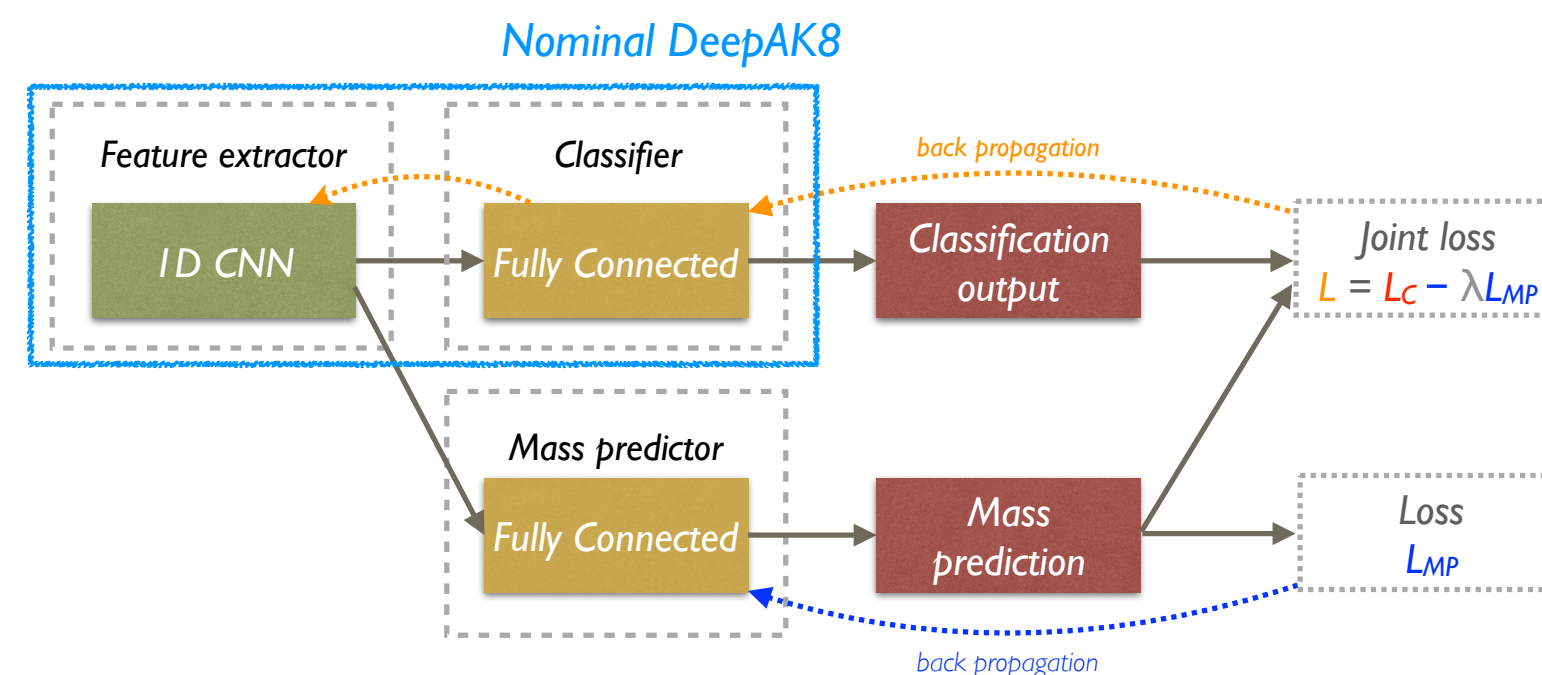 Nominal DeepAK8
Feature extractor
Classifier
back propagation
1D CNN
Fully Connected
Classification
output
Joint loss
L = LC – λLMP
Mass predictor
Fully Connected
Mass
prediction
Loss
LMP
back propagation